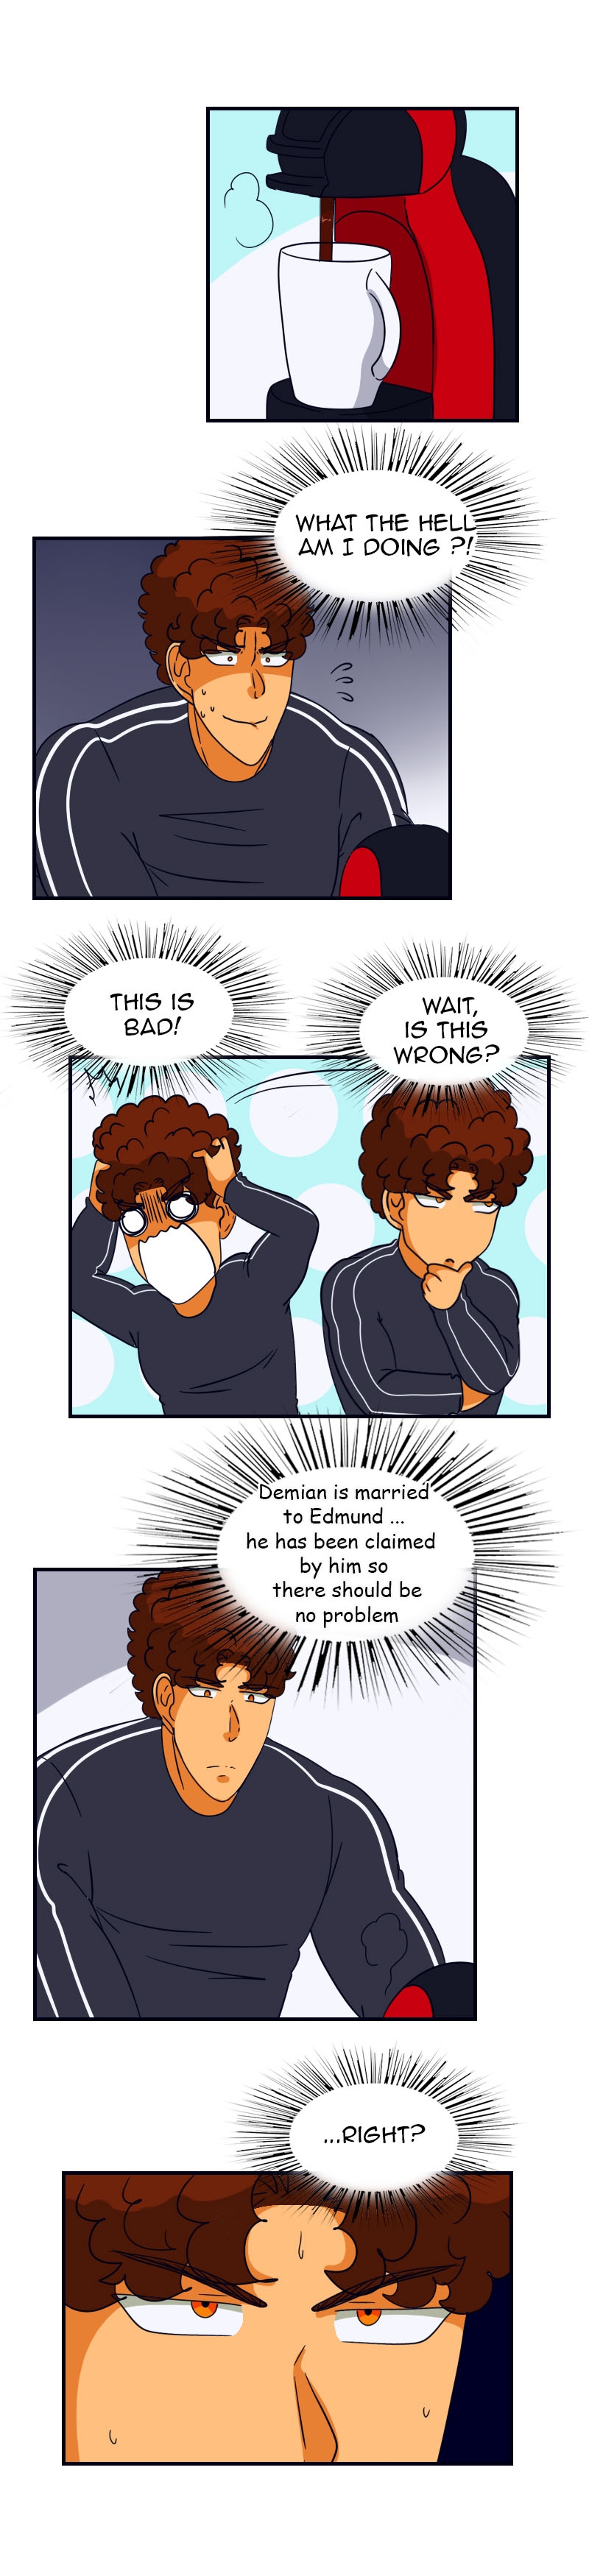 WHAT THE HELL
AM I DOING ?!
THIS IS
BAD!
WAIT,
IS THIS
WRONG?
Demian is married
to Edmund ...
he has been claimed
by him so
there should be
no problem
...RIGHT?